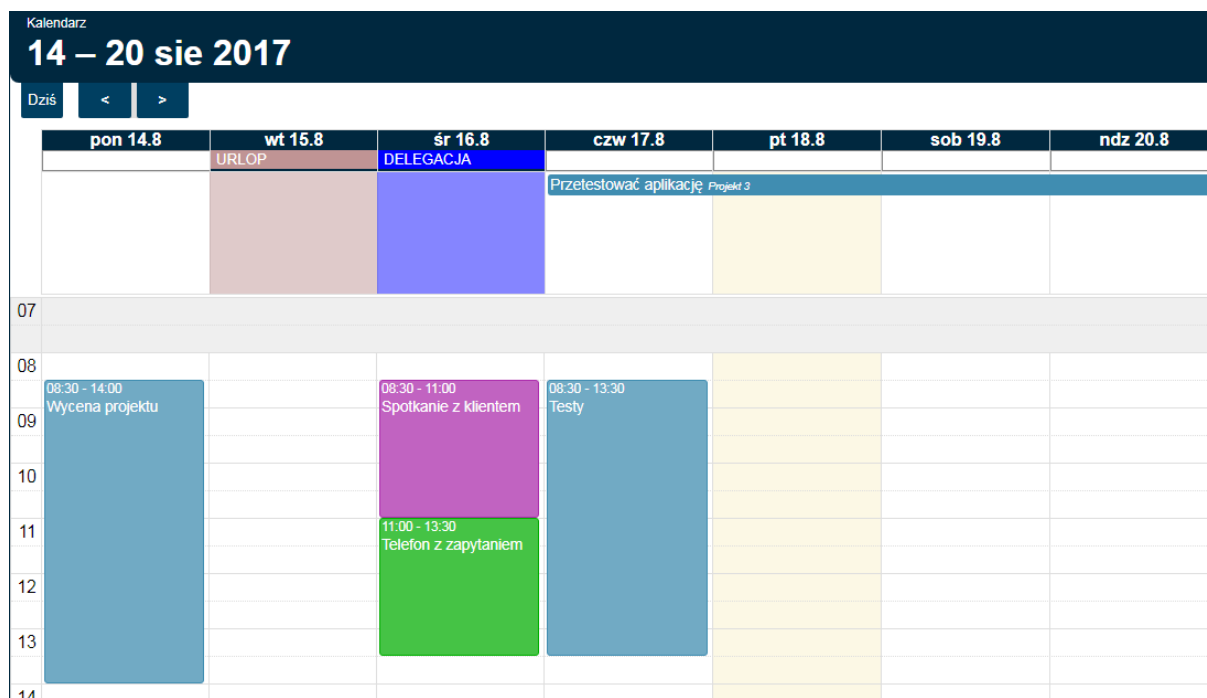 Kalendarz
14 – 20 sie 2017
Dziś < >
pon 14.8 wt 15.8 śr 16.8 czw 17.8 pt 18.8 sob 19.8 ndz 20.8
URLOP DELEGACJA
Przetestować aplikację Projekt 3
07
08
08:30 - 14:00 08:30 - 11:00 08:30 - 13:30
Wycena projektu Spotkanie z klientem Testy
09
10
11
11:00 - 13:30
Telefon z zapytaniem
12
13
14